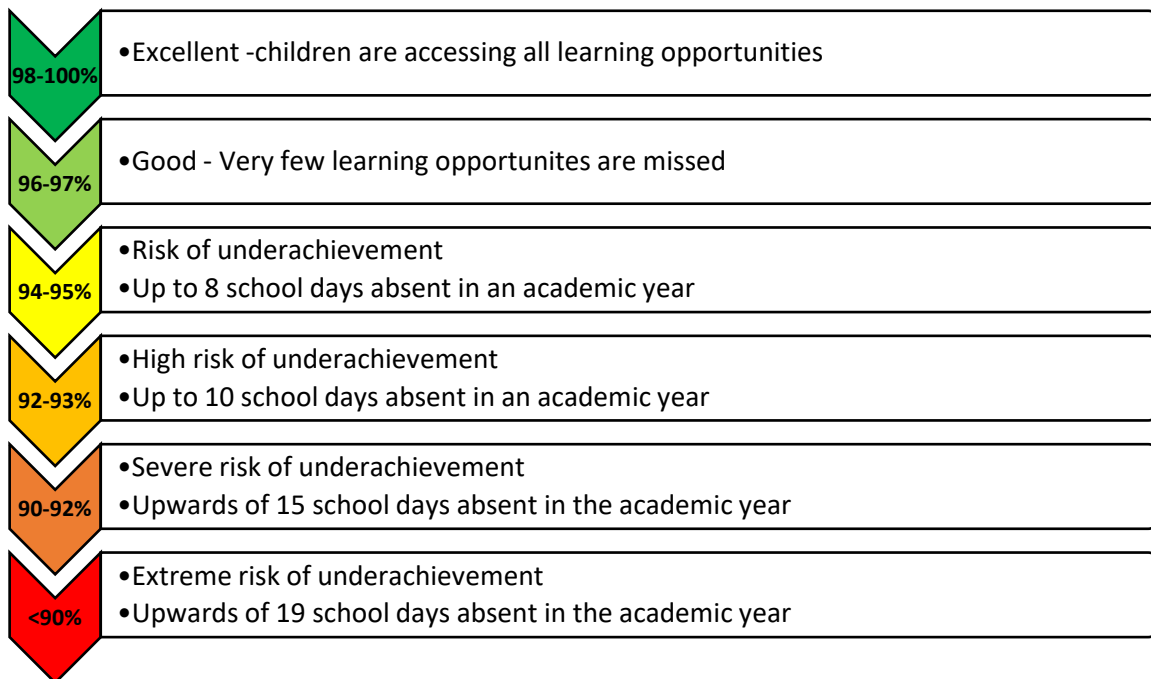 98-100%
•Excellent -children are accessing all learning opportunities
96-97%
•Good - Very few learning opportunites are missed
94-95%
•Risk of underachievement
•Up to 8 school days absent in an academic year
92-93%
•High risk of underachievement
•Up to 10 school days absent in an academic year
90-92%
•Severe risk of underachievement
•Upwards of 15 school days absent in the academic year
<90%
•Extreme risk of underachievement
•Upwards of 19 school days absent in the academic year